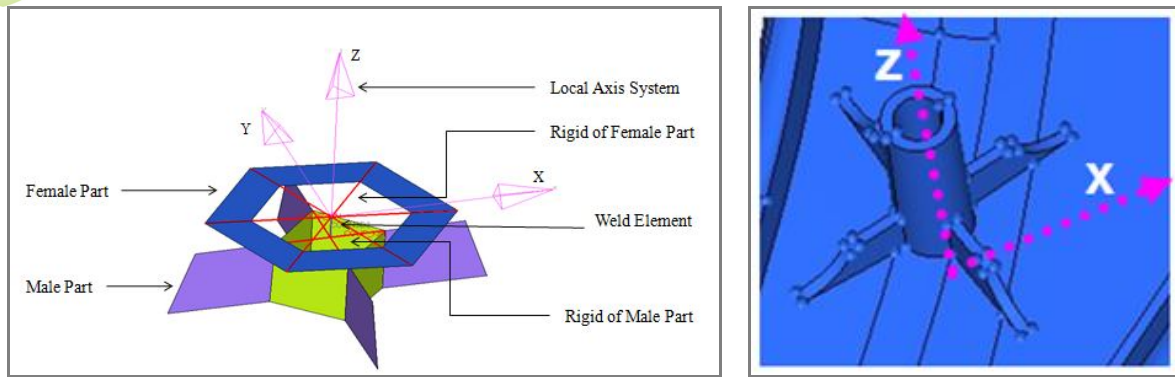 Z
Local Axis System
Y
Rigid of Female Part
Female Part
X
Weld Element
Male Part
Rigid of Male Part
Z
X